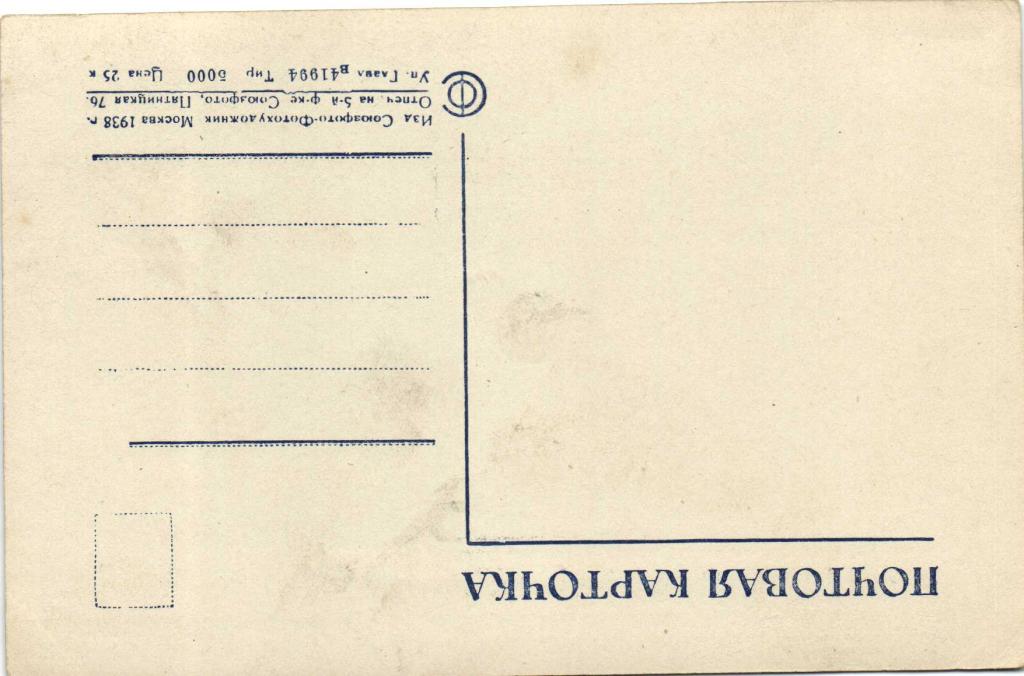 ПОЧТОВАЯ КАРТОЧКА
Изд Союзфото-Фотохудожник Москва 1938 г.
Отпеч. на 5-й ф-ке Союзфото, Пятницкая 76.
Уп. Главл В41994 Тир 5000 Цена 25 к